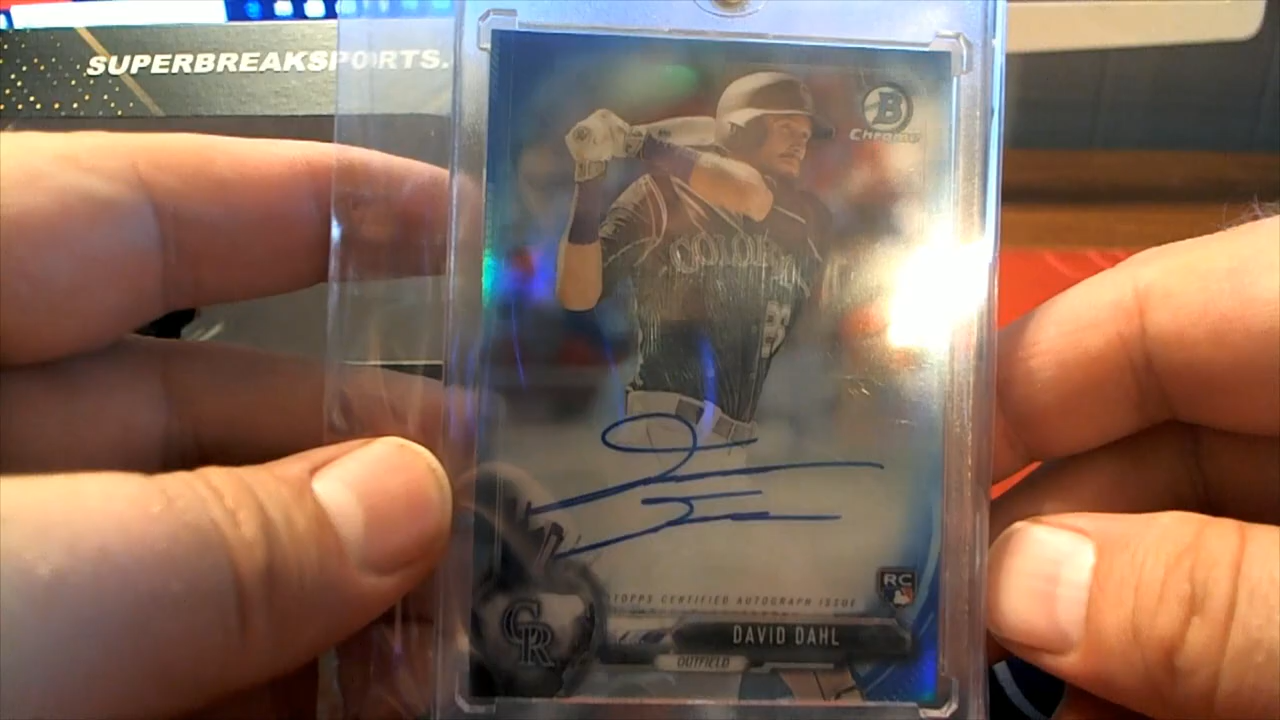 SUPERBREAKSPORTS.
B
CHROME
COLORADO
RC
TOPPS CERTIFIED AUTOGRAPH ISSUE
CR
DAVID DAHL
OUTFIELD